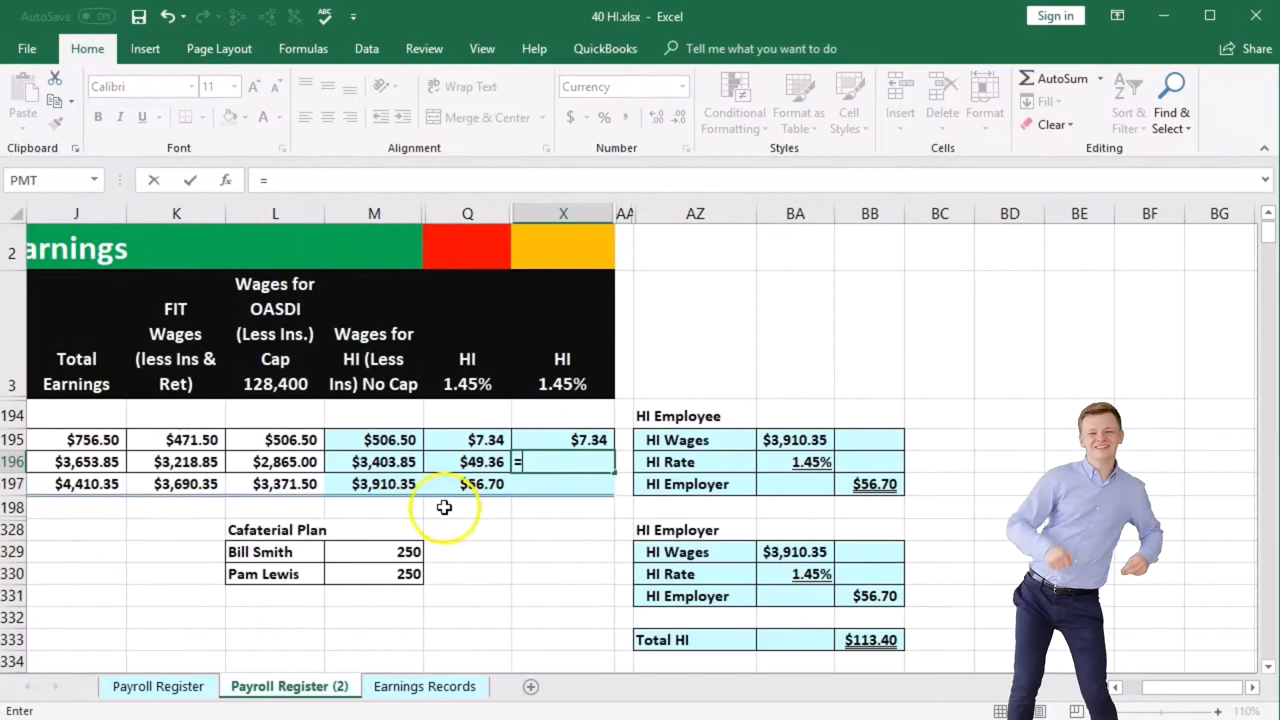 AutoSave Off 40 HI.xlsx - Excel Sign in
File Home Insert Page Layout Formulas Data Review View Help QuickBooks Tell me what you want to do Share
Paste Calibri 11 Wrap Text Currency AutoSum
Merge & Center Conditional Formatting Format as Table Cell Styles Insert Delete Format Fill Clear Sort & Filter Find & Select
Clipboard Font Alignment Number Styles Cells Editing
PMT fx =
J K L M Q X AA AZ BA BB BC BD BE BF BG
2 arnings
3 Total Earnings FIT Wages (less Ins & Ret) Wages for OASDI (Less Ins.) Cap 128,400 Wages for HI (Less Ins) No Cap HI 1.45% HI 1.45%
194 HI Employee
195 $756.50 $471.50 $506.50 $506.50 $7.34 $7.34 HI Wages $3,910.35
196 $3,653.85 $3,218.85 $2,865.00 $3,403.85 $49.36 = HI Rate 1.45%
197 $4,410.35 $3,690.35 $3,371.50 $3,910.35 $56.70 HI Employer $56.70
198
328 Cafaterial Plan HI Employer
329 Bill Smith 250 HI Wages $3,910.35
330 Pam Lewis 250 HI Rate 1.45%
331 HI Employer $56.70
332
333 Total HI $113.40
334
Payroll Register Payroll Register (2) Earnings Records
Enter 110%